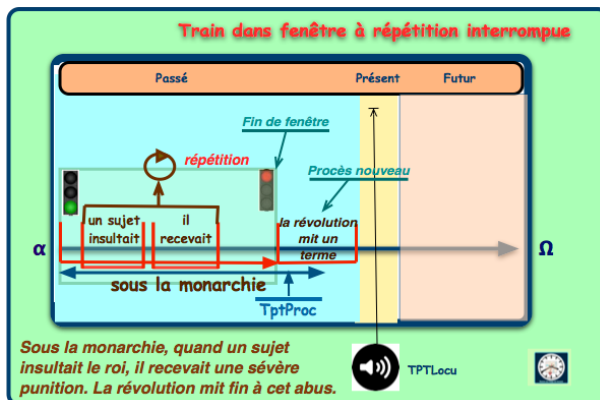 Train dans fenêtre à répétition interrompue
Passé Présent Futur
Fin de fenêtre
répétition
Procès nouveau
un sujet
insultait
il
recevait
la révolution
mit un
terme
α Ω
sous la monarchie
TptProc
Sous la monarchie, quand un sujet
insultait le roi, il recevait une sévère
punition. La révolution mit fin à cet abus.
TPTLocu